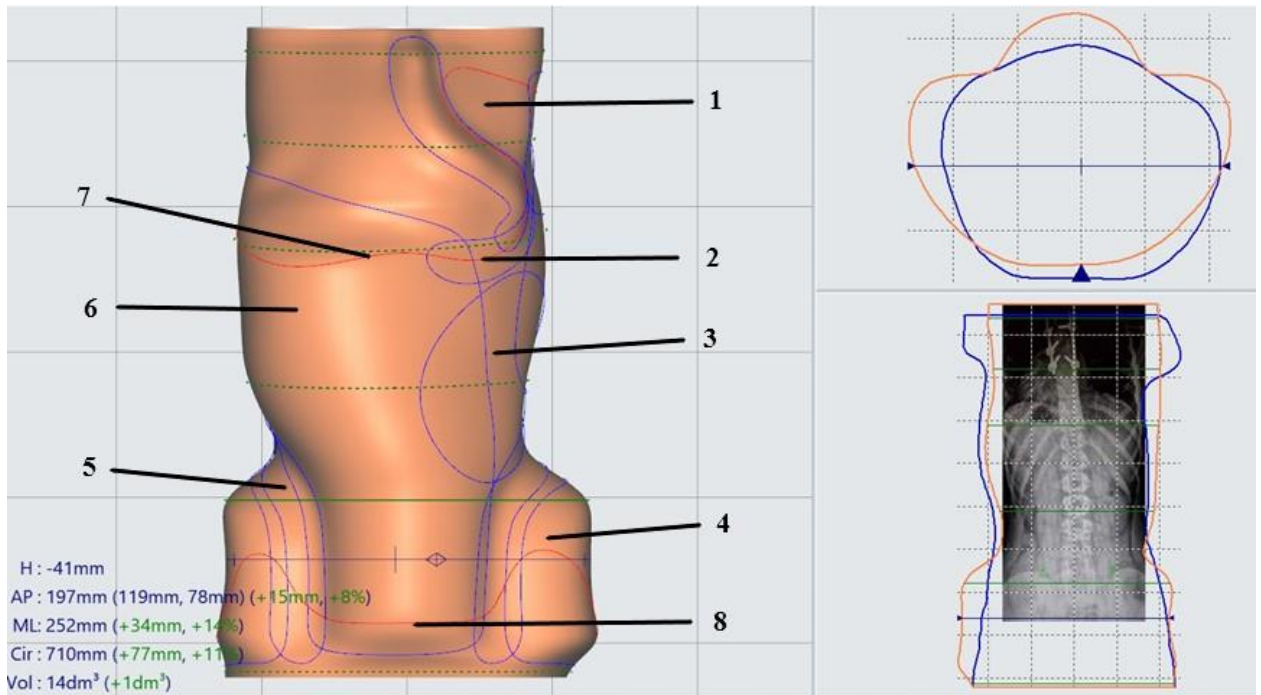 1
7
2
6
3
5
4
H : -41mm
AP : 197mm (119mm, 78mm) (+15mm, +8%)
ML: 252mm (+34mm, +14%)
8
Cir : 710mm (+77mm, +11%)
Vol : 14dm³ (+1dm³)